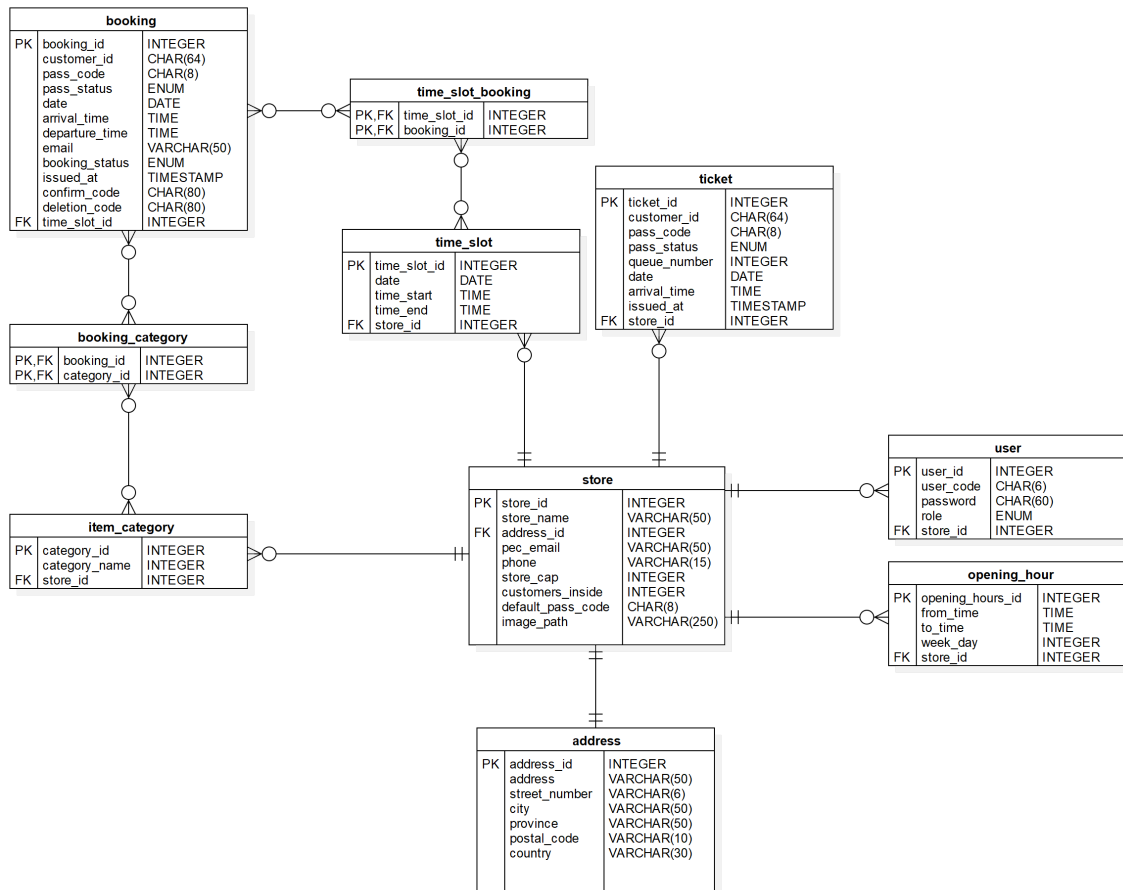 booking
PK booking_id INTEGER
customer_id CHAR(64)
pass_code CHAR(8)
pass_status ENUM
date DATE
arrival_time TIME
departure_time TIME
email VARCHAR(50)
booking_status ENUM
issued_at TIMESTAMP
confirm_code CHAR(80)
deletion_code CHAR(80)
FK time_slot_id INTEGER
time_slot_booking
PK,FK time_slot_id INTEGER
PK,FK booking_id INTEGER
ticket
PK ticket_id INTEGER
customer_id CHAR(64)
pass_code CHAR(8)
pass_status ENUM
queue_number INTEGER
date DATE
arrival_time TIME
issued_at TIMESTAMP
FK store_id INTEGER
time_slot
PK time_slot_id INTEGER
date DATE
time_start TIME
time_end TIME
FK store_id INTEGER
booking_category
PK,FK booking_id INTEGER
PK,FK category_id INTEGER
user
PK user_id INTEGER
user_code CHAR(6)
password CHAR(60)
role ENUM
FK store_id INTEGER
store
PK store_id INTEGER
store_name VARCHAR(50)
FK address_id INTEGER
pec_email VARCHAR(50)
phone VARCHAR(15)
store_cap INTEGER
customers_inside INTEGER
default_pass_code CHAR(8)
image_path VARCHAR(250)
item_category
PK category_id INTEGER
category_name INTEGER
FK store_id INTEGER
opening_hour
PK opening_hours_id INTEGER
from_time TIME
to_time TIME
week_day INTEGER
FK store_id INTEGER
address
PK address_id INTEGER
address VARCHAR(50)
street_number VARCHAR(6)
city VARCHAR(50)
province VARCHAR(50)
postal_code VARCHAR(10)
country VARCHAR(30)